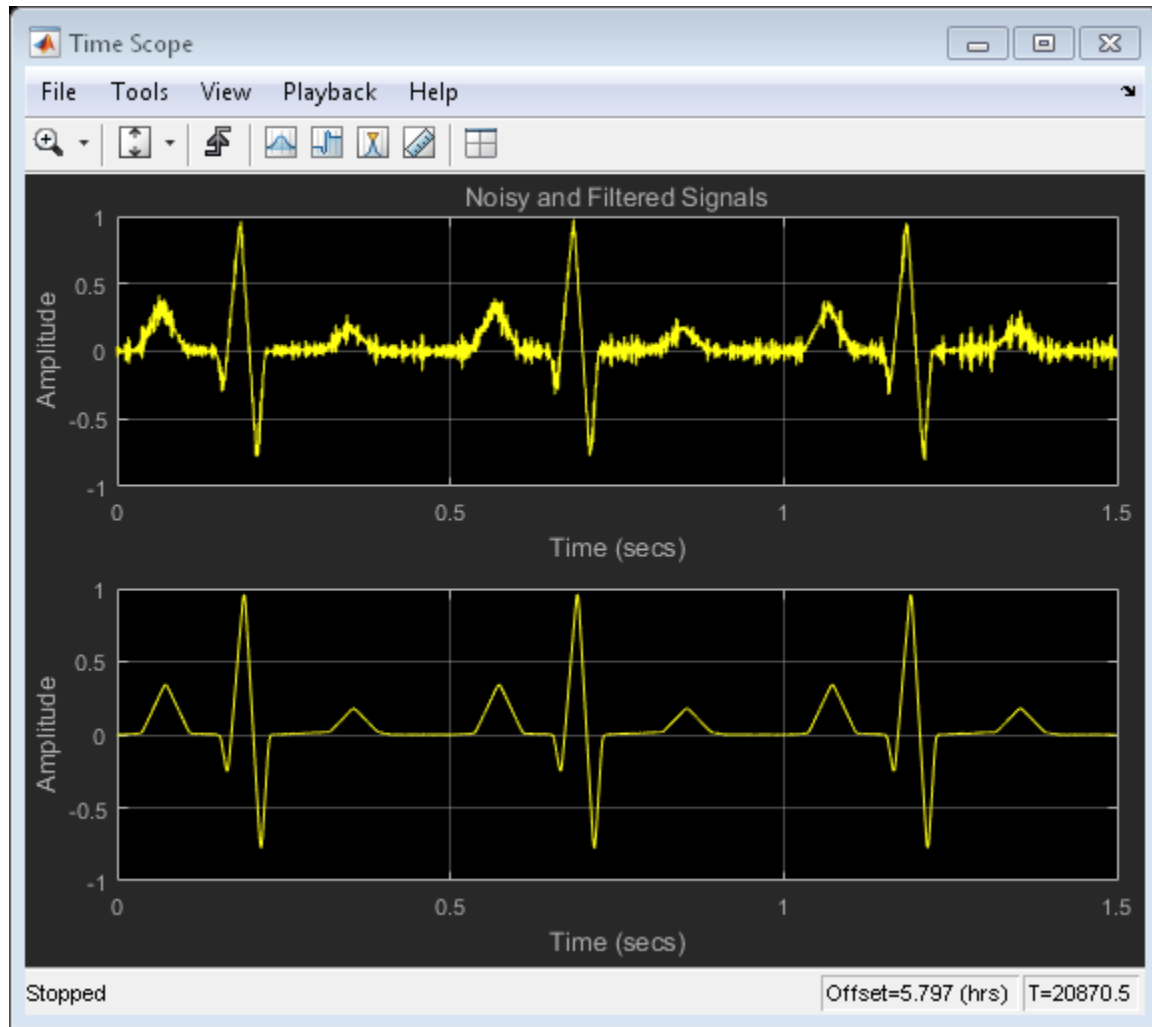 Time Scope
File Tools View Playback Help
Noisy and Filtered Signals
1
0.5
0
-0.5
-1
Amplitude
0 0.5 1 1.5
Time (secs)
1
0.5
0
-0.5
-1
Amplitude
0 0.5 1 1.5
Time (secs)
Stopped Offset=5.797 (hrs) T=20870.5